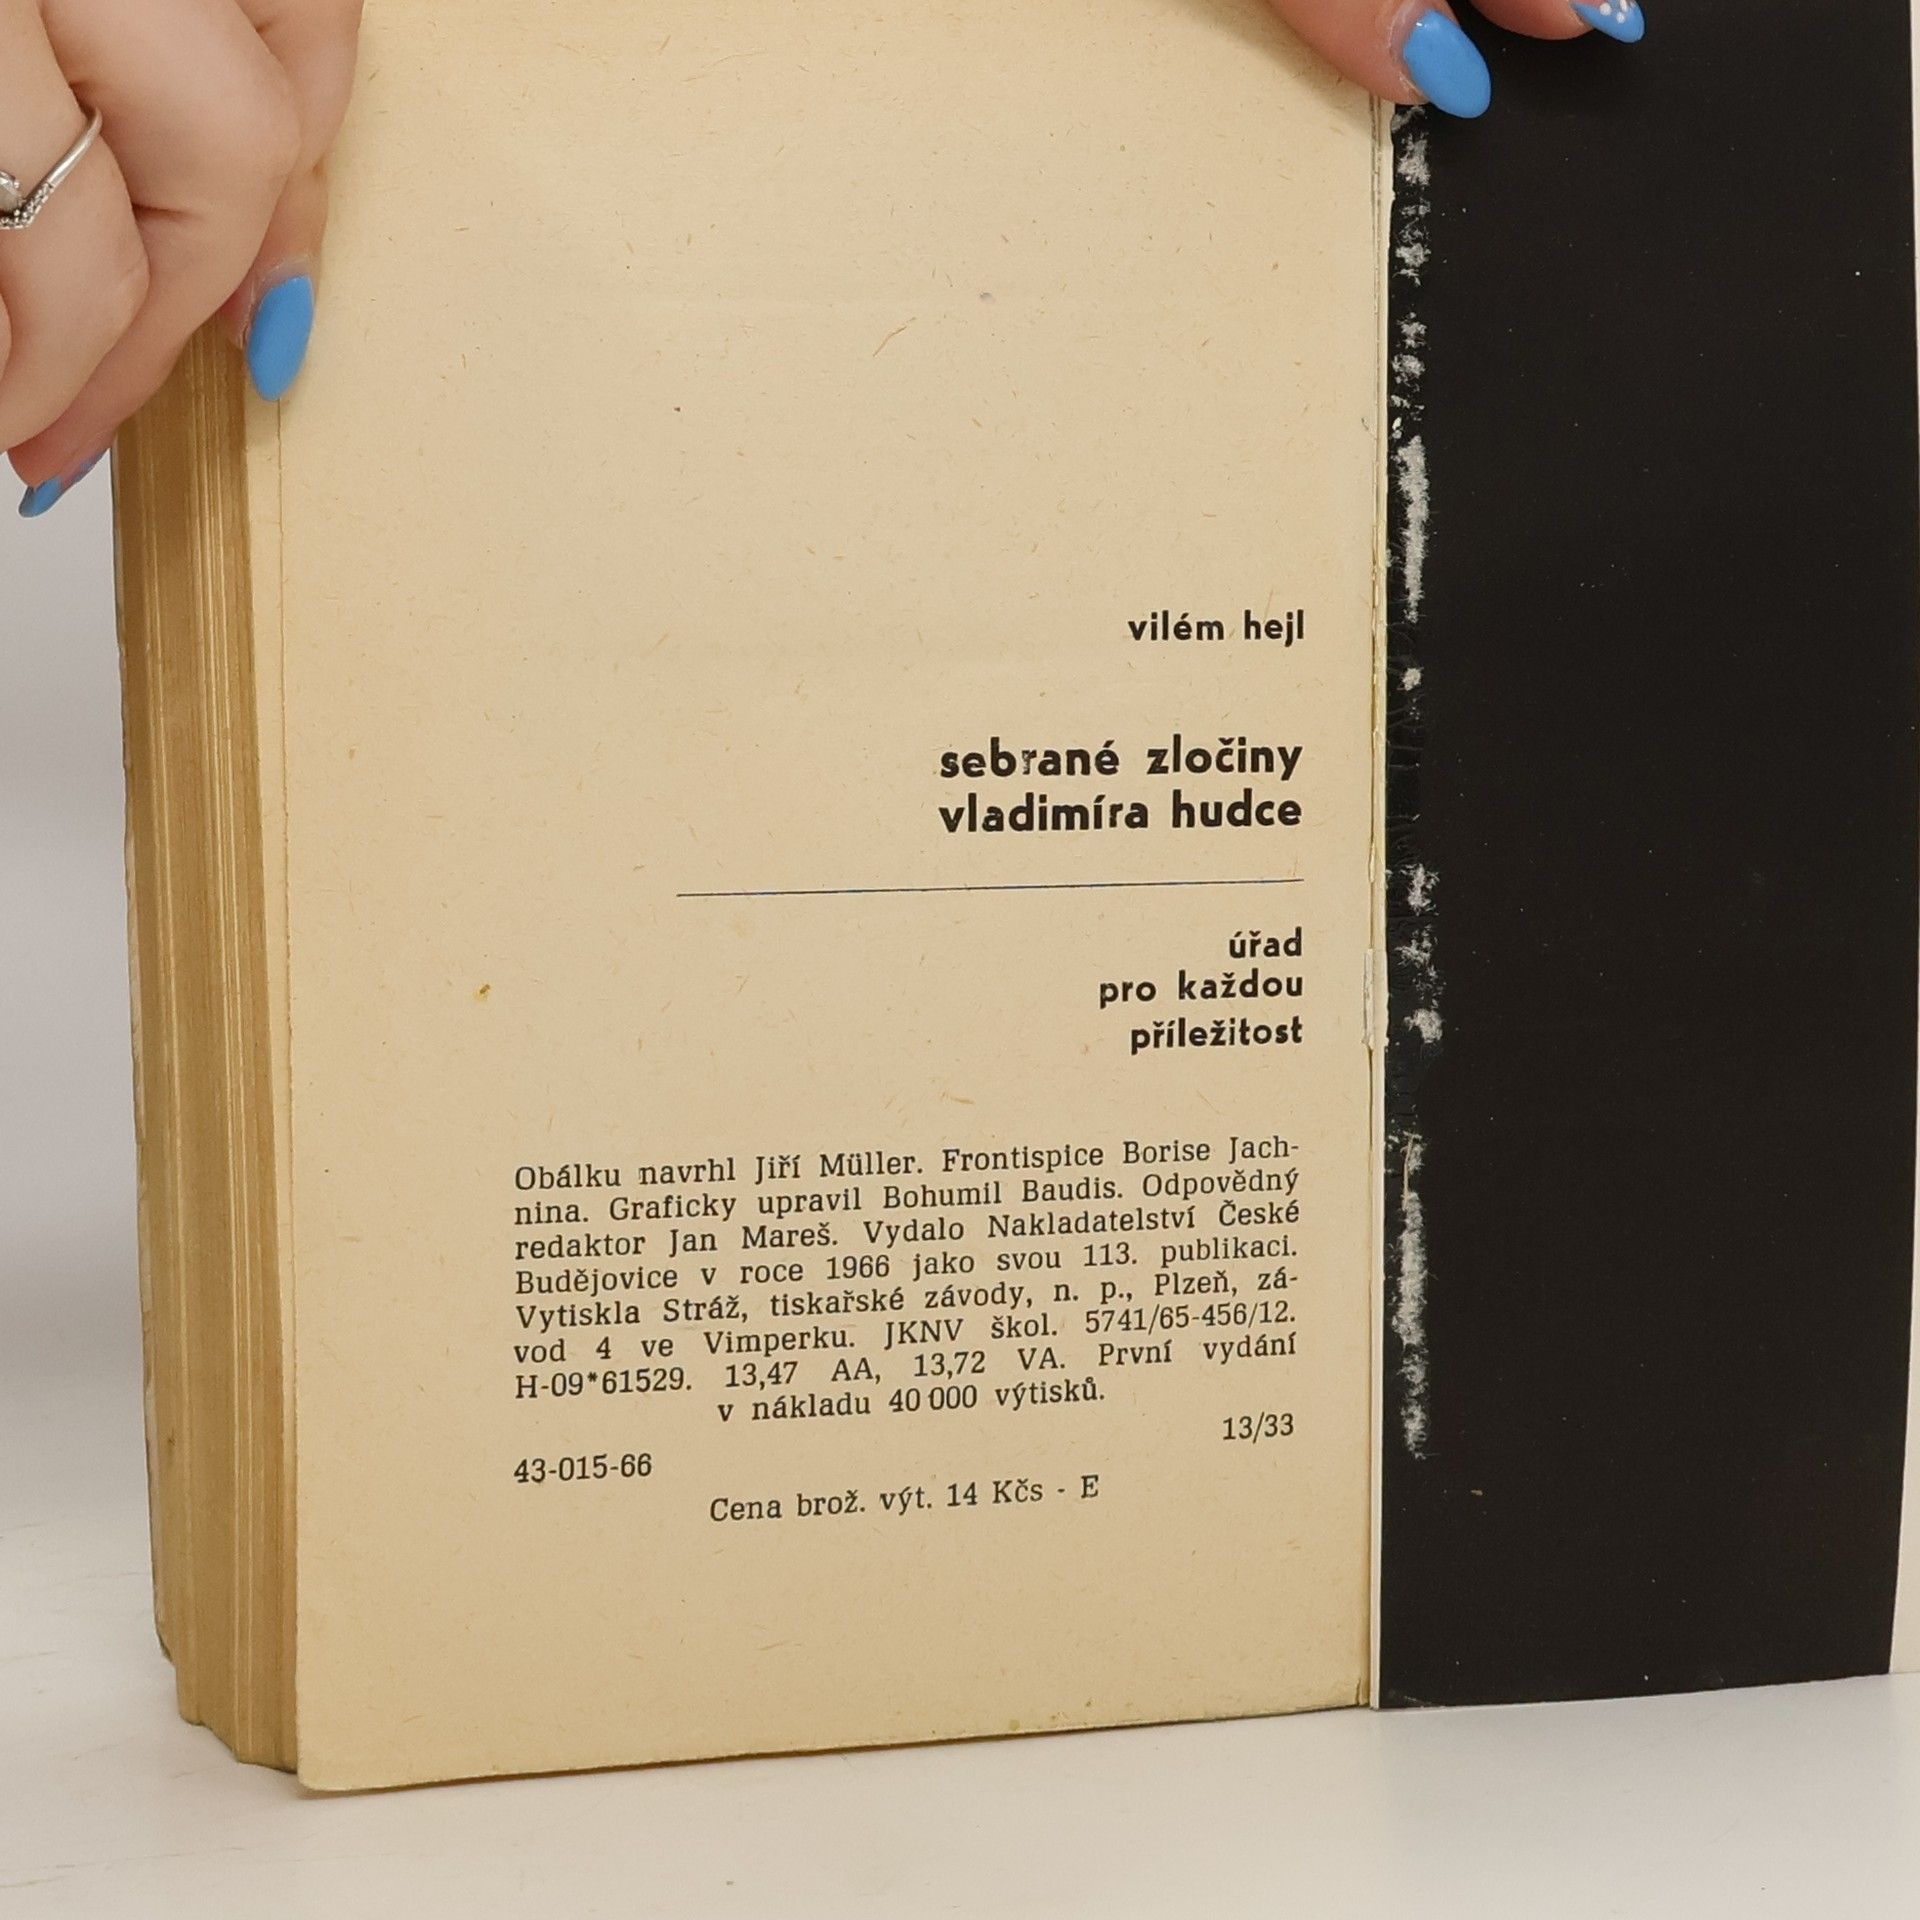 vilém hejl
sebrané zločiny
vladimíra hudce
úřad
pro každou
příležitost
Obálku navrhl Jiří Müller. Frontispice Borise Jach-
nina. Graficky upravil Bohumil Baudis. Odpovědný
redaktor Jan Mareš. Vydalo Nakladatelství České
Budějovice v roce 1966 jako svou 113. publikaci.
Vytiskla Stráž, tiskařské závody, n. p., Plzeň, zá-
vod 4 ve Vimperku. JKNV škol. 5741/65-456/12.
H-09*61529. 13,47 AA, 13,72 VA. První vydání
v nákladu 40 000 výtisků.
43-015-66 13/33
Cena brož. výt. 14 Kčs - E